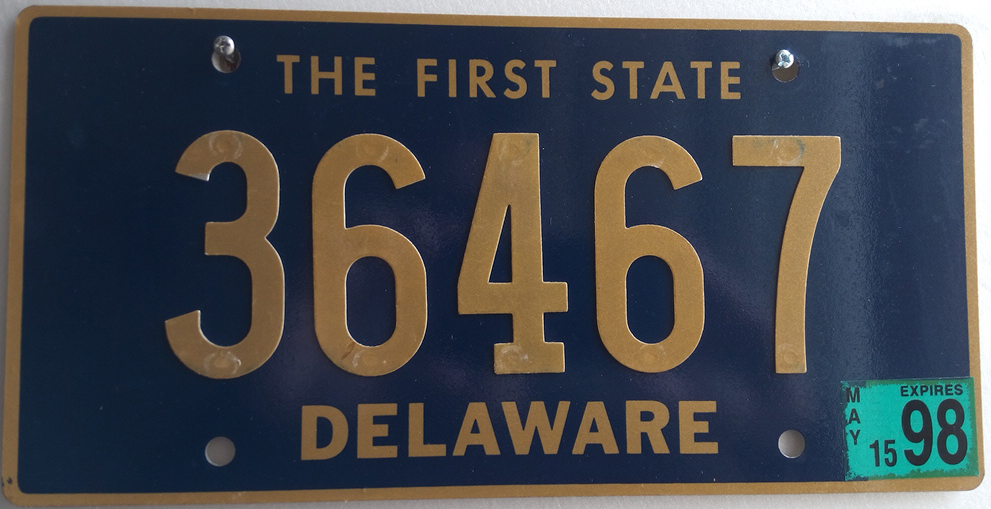 THE FIRST STATE
36467
DELAWARE
MAY
EXPIRES
15 98